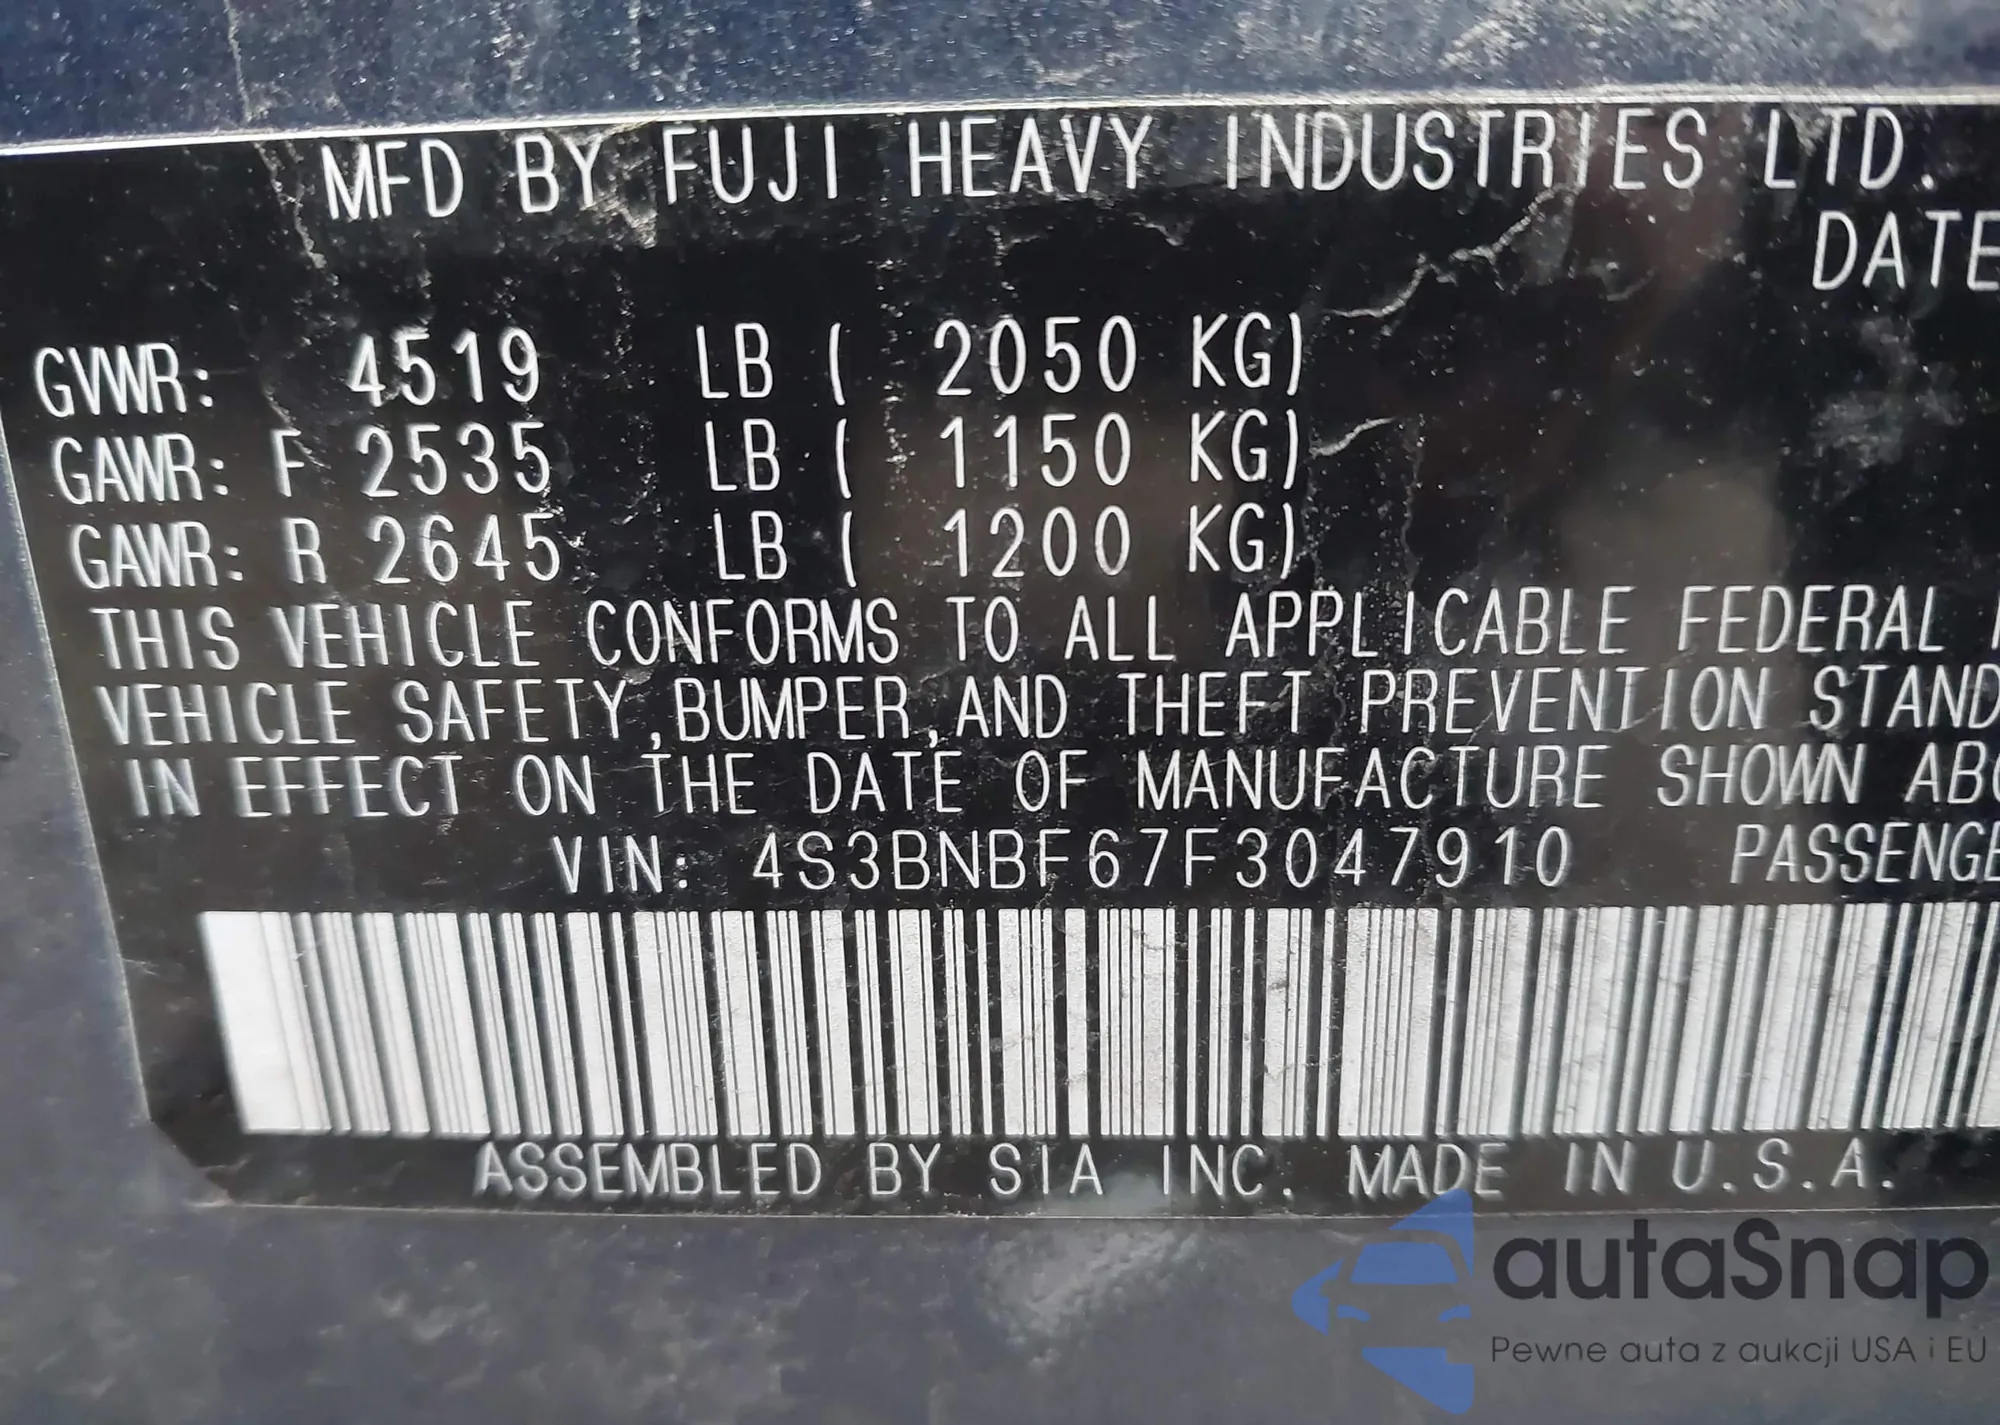 MFD BY FUJI HEAVY INDUSTRIES LTD.
DATE
GVWR: 4519 LB ( 2050 KG)
GAWR: F 2535 LB ( 1150 KG)
GAWR: R 2645 LB ( 1200 KG)
THIS VEHICLE CONFORMS TO ALL APPLICABLE FEDERAL
VEHICLE SAFETY,BUMPER,AND THEFT PREVENTION STAND
IN EFFECT ON THE DATE OF MANUFACTURE SHOWN ABO
VIN: 4S3BNBF67F3047910 PASSENGE
ASSEMBLED BY SIA INC. MADE IN U.S.A.
autaSnap
Pewne auta z aukcji USA i EU